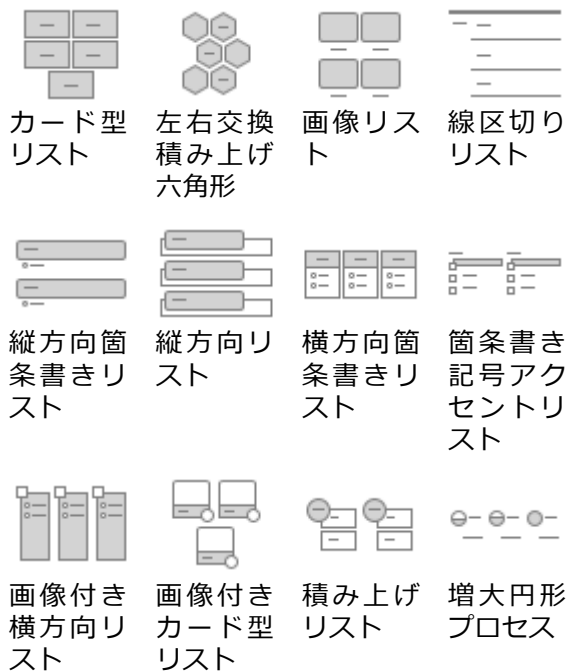 カード型
リスト
左右交換
積み上げ
六角形
画像リス
ト
線区切り
リスト
縦方向箇
条書きリ
スト
縦方向リ
スト
横方向箇
条書きリ
スト
箇条書き
記号アク
セントリ
スト
画像付き
横方向リ
スト
画像付き
カード型
リスト
積み上げ
リスト
増大円形
プロセス